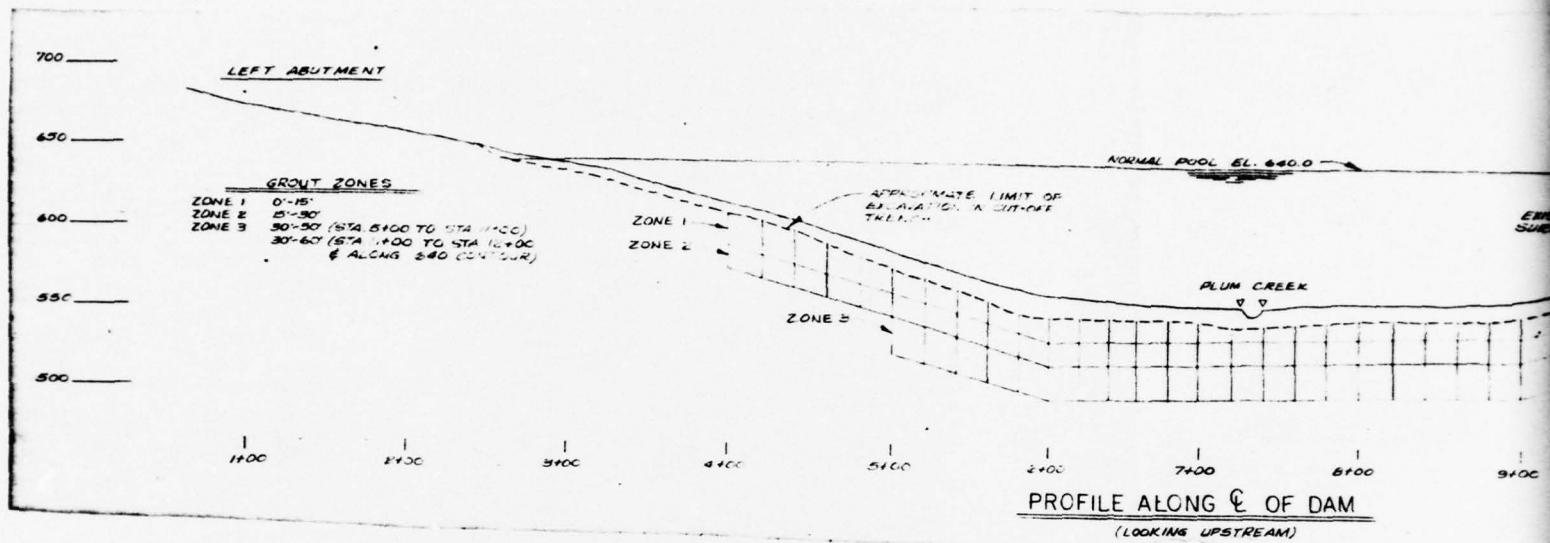 700
LEFT ABUTMENT
650
NORMAL POOL EL. 640.0
GROUT ZONES
ZONE 1 0'-15'
ZONE 2 15'-30'
ZONE 3 30'-50' (STA. 5+00 TO STA 11+00)
30'-60' (STA 11+00 TO STA 12+00
& ALONG 540 CONTOUR)
APPROXIMATE LIMIT OF
EXCAVATION IN CUT-OFF
TRENCH
600
ZONE 1
ZONE 2
550
PLUM CREEK
ZONE 3
500
1+00 2+00 3+00 4+00 5+00 6+00 7+00 8+00 9+00
PROFILE ALONG ℄ OF DAM
(LOOKING UPSTREAM)